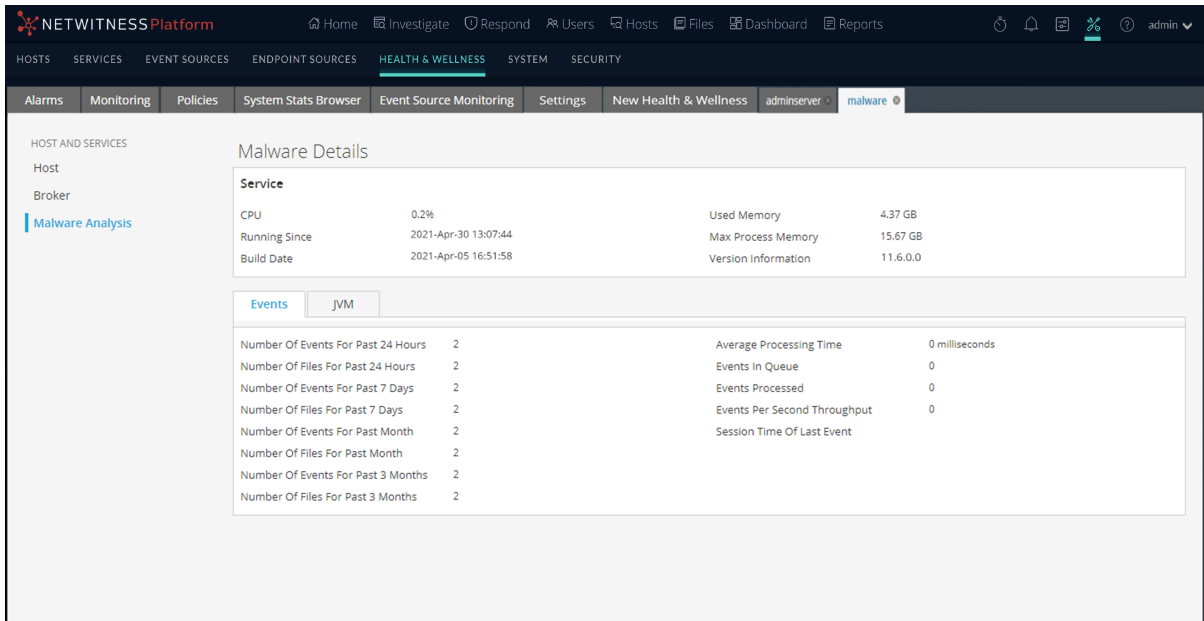 NETWITNESS Platform Home Investigate Respond Users Hosts Files Dashboard Reports admin
HOSTS SERVICES EVENT SOURCES ENDPOINT SOURCES HEALTH & WELLNESS SYSTEM SECURITY
Alarms Monitoring Policies System Stats Browser Event Source Monitoring Settings New Health & Wellness adminserver malware
HOST AND SERVICES
Host
Broker
Malware Analysis
Malware Details
Service
CPU 0.2% Used Memory 4.37 GB
Running Since 2021-Apr-30 13:07:44 Max Process Memory 15.67 GB
Build Date 2021-Apr-05 16:51:58 Version Information 11.6.0.0
Events JVM
Number Of Events For Past 24 Hours 2 Average Processing Time 0 milliseconds
Number Of Files For Past 24 Hours 2 Events In Queue 0
Number Of Events For Past 7 Days 2 Events Processed 0
Number Of Files For Past 7 Days 2 Events Per Second Throughput 0
Number Of Events For Past Month 2 Session Time Of Last Event
Number Of Files For Past Month 2
Number Of Events For Past 3 Months 2
Number Of Files For Past 3 Months 2